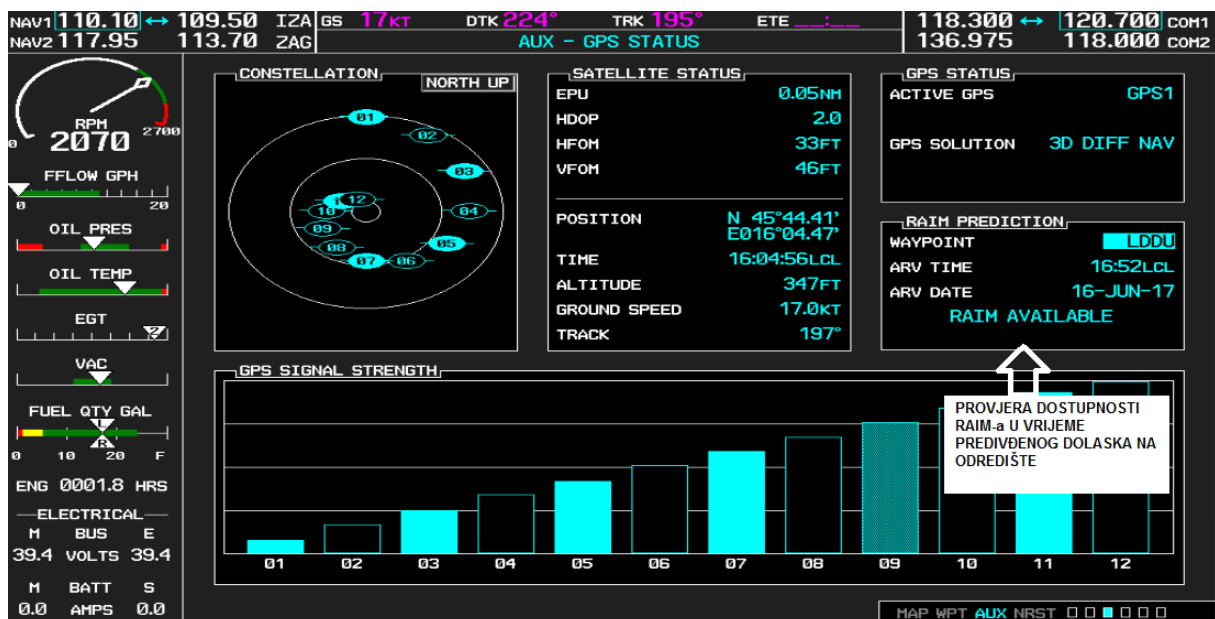 NAV1 110.10 ↔ 109.50 IZA GS 17KT DTK 224° TRK 195° ETE __:__ 118.300 ↔ 120.700 COM1
NAV2 117.95 113.70 ZAG AUX – GPS STATUS 136.975 118.000 COM2
RPM
0 2070 2700
FFLOW GPH
0 20
OIL PRES
OIL TEMP
EGT
?
VAC
FUEL QTY GAL
L
R
0 10 20 F
ENG 0001.8 HRS
ELECTRICAL
M BUS E
39.4 VOLTS 39.4
M BATT S
0.0 AMPS 0.0
CONSTELLATION
NORTH UP
01
02
03
12
10 04
09
05
08
07 06
SATELLITE STATUS
EPU 0.05NM
HDOP 2.0
HFOM 33FT
VFOM 46FT
POSITION N 45°44.41'
E016°04.47'
TIME 16:04:56LCL
ALTITUDE 347FT
GROUND SPEED 17.0KT
TRACK 197°
GPS STATUS
ACTIVE GPS GPS1
GPS SOLUTION 3D DIFF NAV
RAIM PREDICTION
WAYPOINT LDDU
ARV TIME 16:52LCL
ARV DATE 16-JUN-17
RAIM AVAILABLE
GPS SIGNAL STRENGTH
01 02 03 04 05 06 07 08 09 10 11 12
PROVJERA DOSTUPNOSTI
RAIM-a U VRIJEME
PREDIVĐENOG DOLASKA NA
ODREDIŠTE
MAP WPT AUX NRST